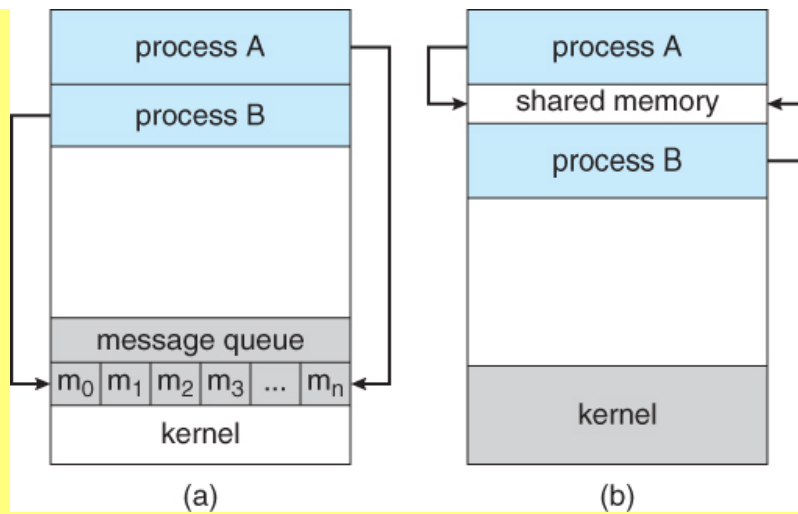 process A
process B
message queue
m0 m1 m2 m3 ... mn
kernel
(a)
process A
shared memory
process B
kernel
(b)